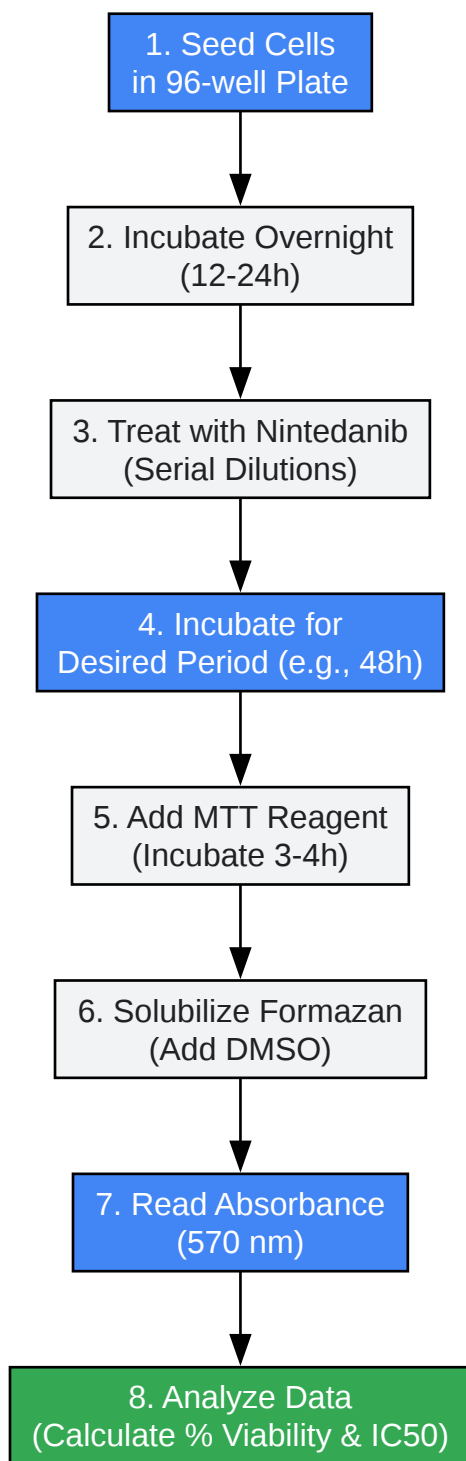 1. Seed Cells
in 96-well Plate
2. Incubate Overnight
(12-24h)
3. Treat with Nintedanib
(Serial Dilutions)
4. Incubate for
Desired Period (e.g., 48h)
5. Add MTT Reagent
(Incubate 3-4h)
6. Solubilize Formazan
(Add DMSO)
7. Read Absorbance
(570 nm)
8. Analyze Data
(Calculate % Viability & IC50)